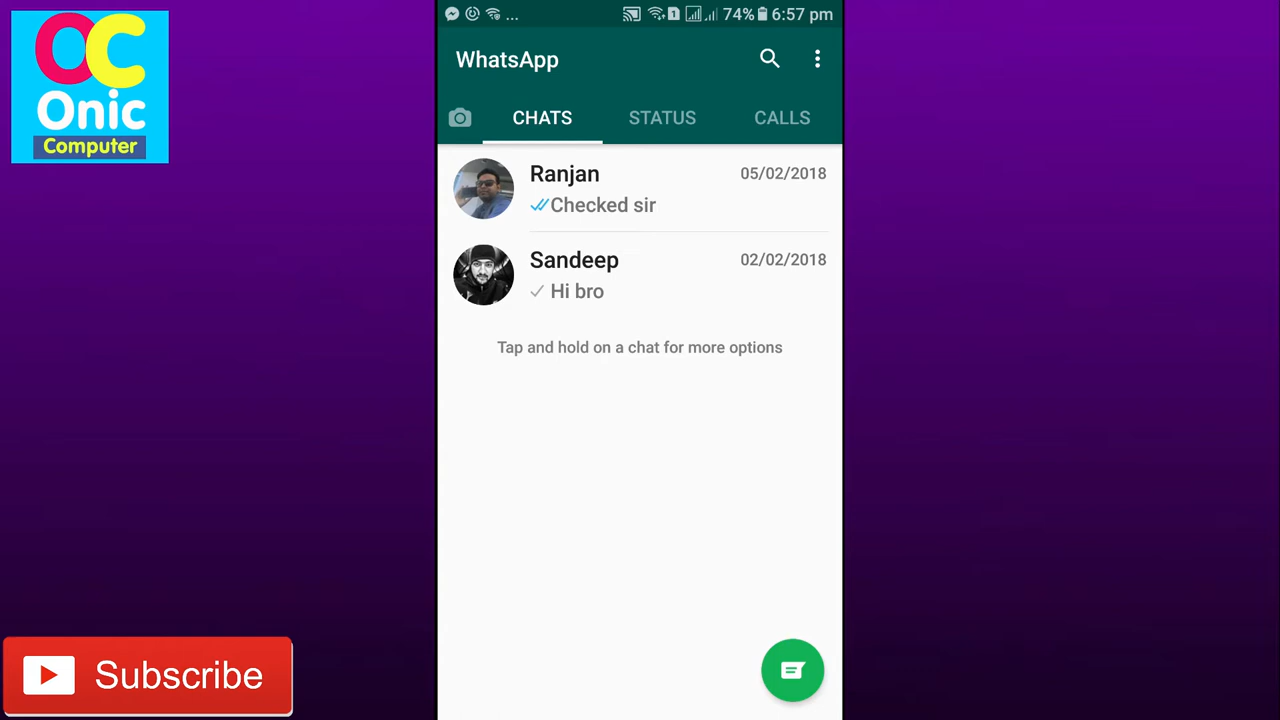 OC
Onic
Computer
... 1 74% 6:57 pm
WhatsApp
CHATS STATUS CALLS
Ranjan 05/02/2018
Checked sir
Sandeep 02/02/2018
Hi bro
Tap and hold on a chat for more options
Subscribe